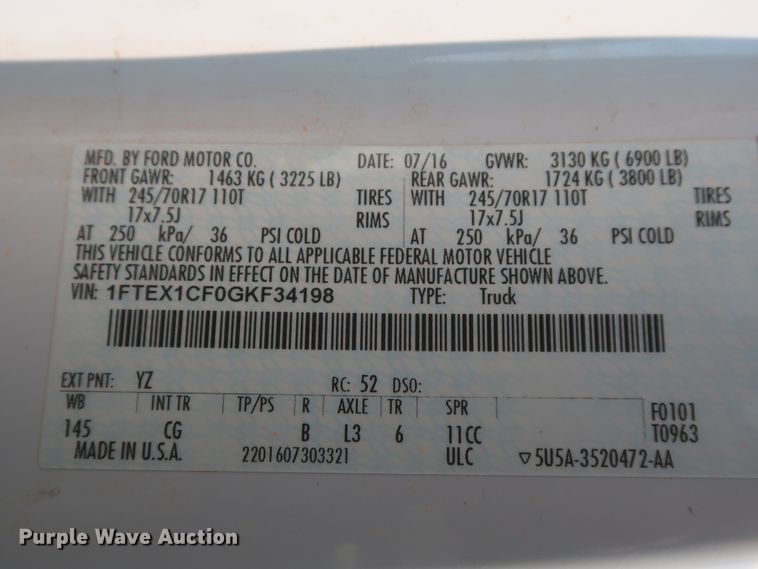 MFD. BY FORD MOTOR CO. DATE: 07/16 GVWR: 3130 KG ( 6900 LB)
FRONT GAWR: 1463 KG ( 3225 LB) REAR GAWR: 1724 KG ( 3800 LB)
WITH 245/70R17 110T TIRES WITH 245/70R17 110T TIRES
17x7.5J RIMS 17x7.5J RIMS
AT 250 kPa/ 36 PSI COLD AT 250 kPa/ 36 PSI COLD
THIS VEHICLE CONFORMS TO ALL APPLICABLE FEDERAL MOTOR VEHICLE
SAFETY STANDARDS IN EFFECT ON THE DATE OF MANUFACTURE SHOWN ABOVE.
VIN: 1FTEX1CF0GKF34198 TYPE: Truck
EXT PNT: YZ RC: 52 DSO:
WB INT TR TP/PS R AXLE TR SPR F0101
145 CG B L3 6 11CC T0963
MADE IN U.S.A. 2201607303321 ULC ▽5U5A-3520472-AA
Purple Wave Auction